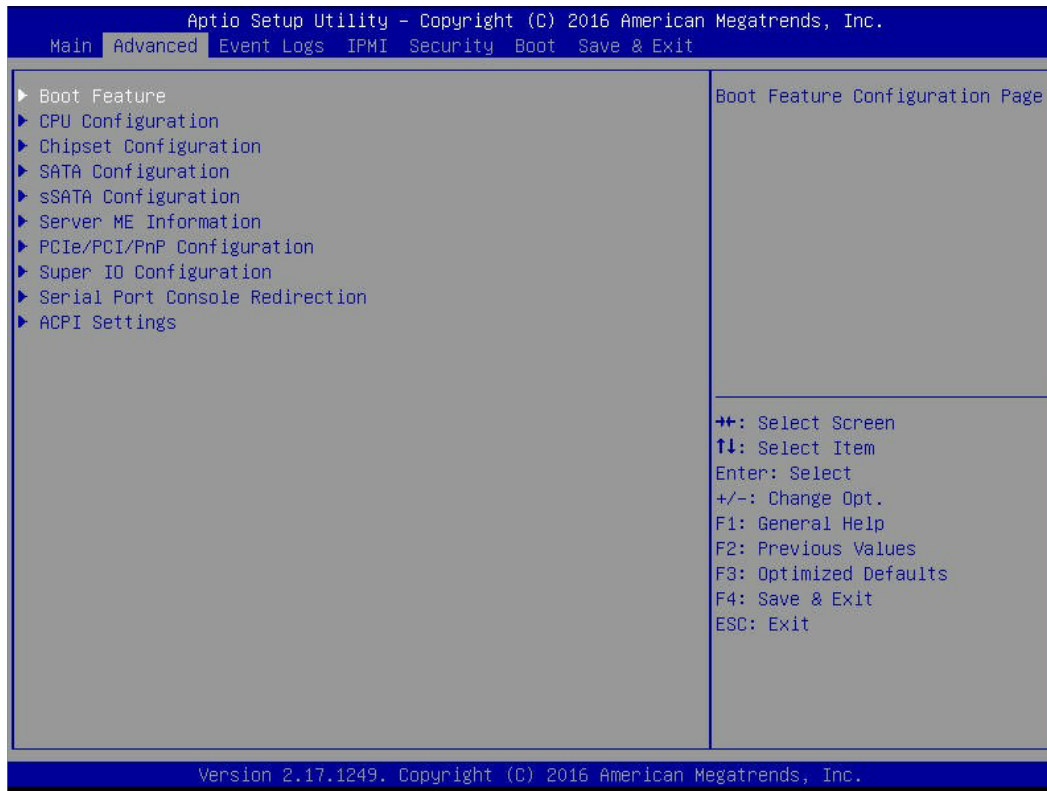 Aptio Setup Utility – Copyright (C) 2016 American Megatrends, Inc.
Main Advanced Event Logs IPMI Security Boot Save & Exit
▶ Boot Feature
▶ CPU Configuration
▶ Chipset Configuration
▶ SATA Configuration
▶ sSATA Configuration
▶ Server ME Information
▶ PCIe/PCI/PnP Configuration
▶ Super IO Configuration
▶ Serial Port Console Redirection
▶ ACPI Settings
Boot Feature Configuration Page
→←: Select Screen
↑↓: Select Item
Enter: Select
+/-: Change Opt.
F1: General Help
F2: Previous Values
F3: Optimized Defaults
F4: Save & Exit
ESC: Exit
Version 2.17.1249. Copyright (C) 2016 American Megatrends, Inc.